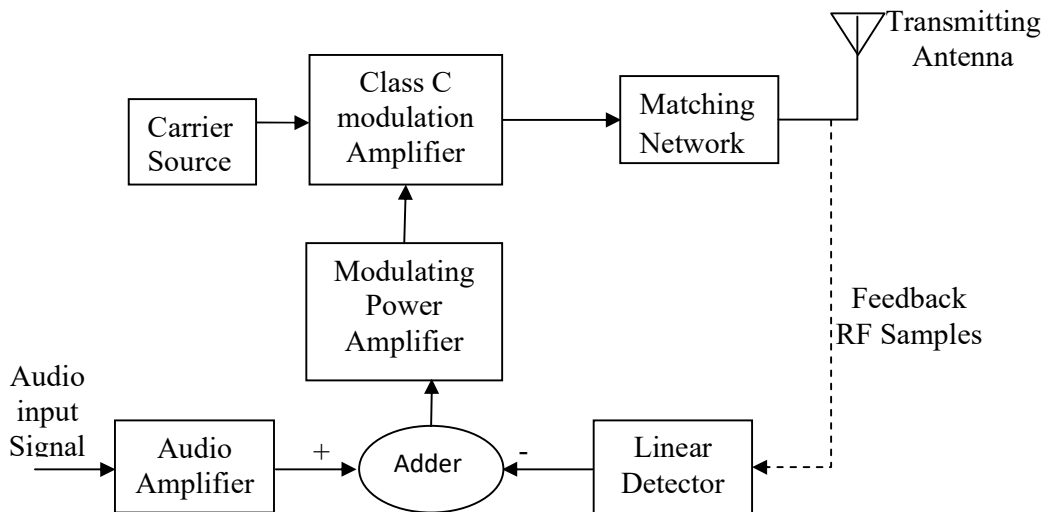 Transmitting
Antenna
Class C
modulation
Amplifier
Carrier
Source
Matching
Network
Modulating
Power
Amplifier
Feedback
RF Samples
Audio
input
Signal
Audio
Amplifier
+
Adder
-
Linear
Detector